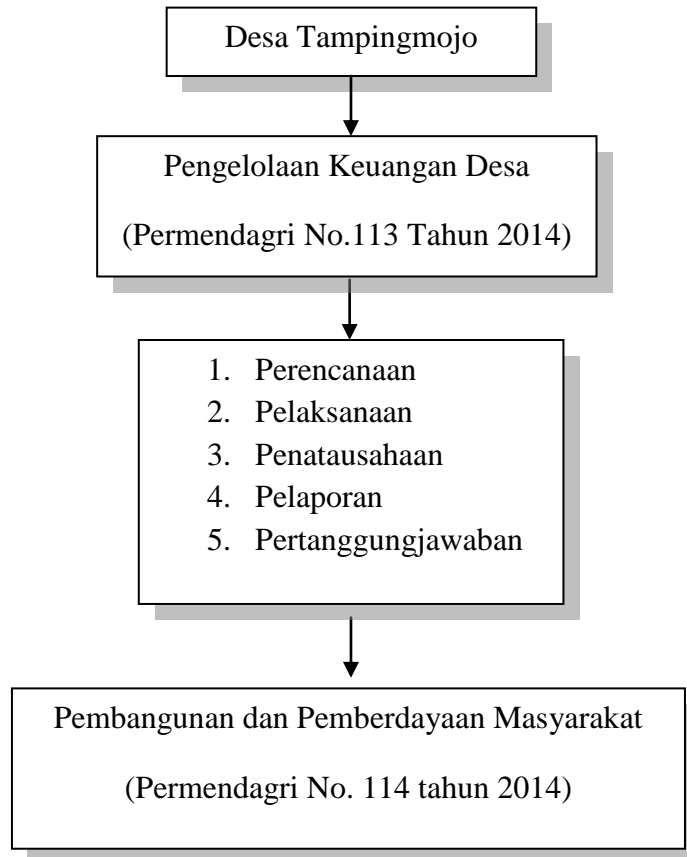 Desa Tampingmojo
Pengelolaan Keuangan Desa
(Permendagri No.113 Tahun 2014)
1. Perencanaan
2. Pelaksanaan
3. Penatausahaan
4. Pelaporan
5. Pertanggungjawaban
Pembangunan dan Pemberdayaan Masyarakat
(Permendagri No. 114 tahun 2014)